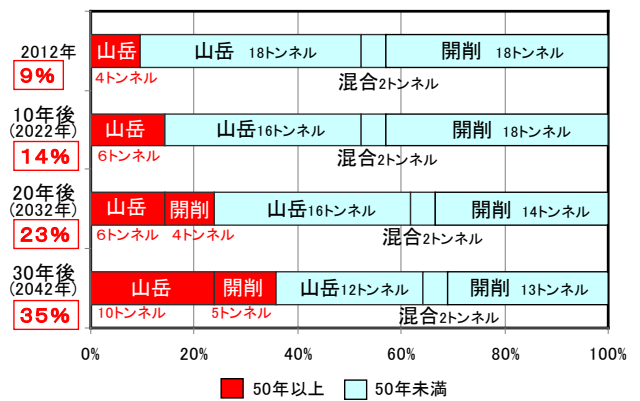 2012年
9%
山岳
山岳 18トンネル
開削 18トンネル
4トンネル
混合2トンネル
10年後
(2022年)
14%
山岳
山岳16トンネル
開削 18トンネル
6トンネル
混合2トンネル
20年後
(2032年)
23%
山岳
開削
山岳16トンネル
開削 14トンネル
6トンネル
4トンネル
混合2トンネル
30年後
(2042年)
35%
山岳
開削
山岳12トンネル
開削 13トンネル
10トンネル
5トンネル
混合2トンネル
0%
20%
40%
60%
80%
100%
50年以上
50年未満